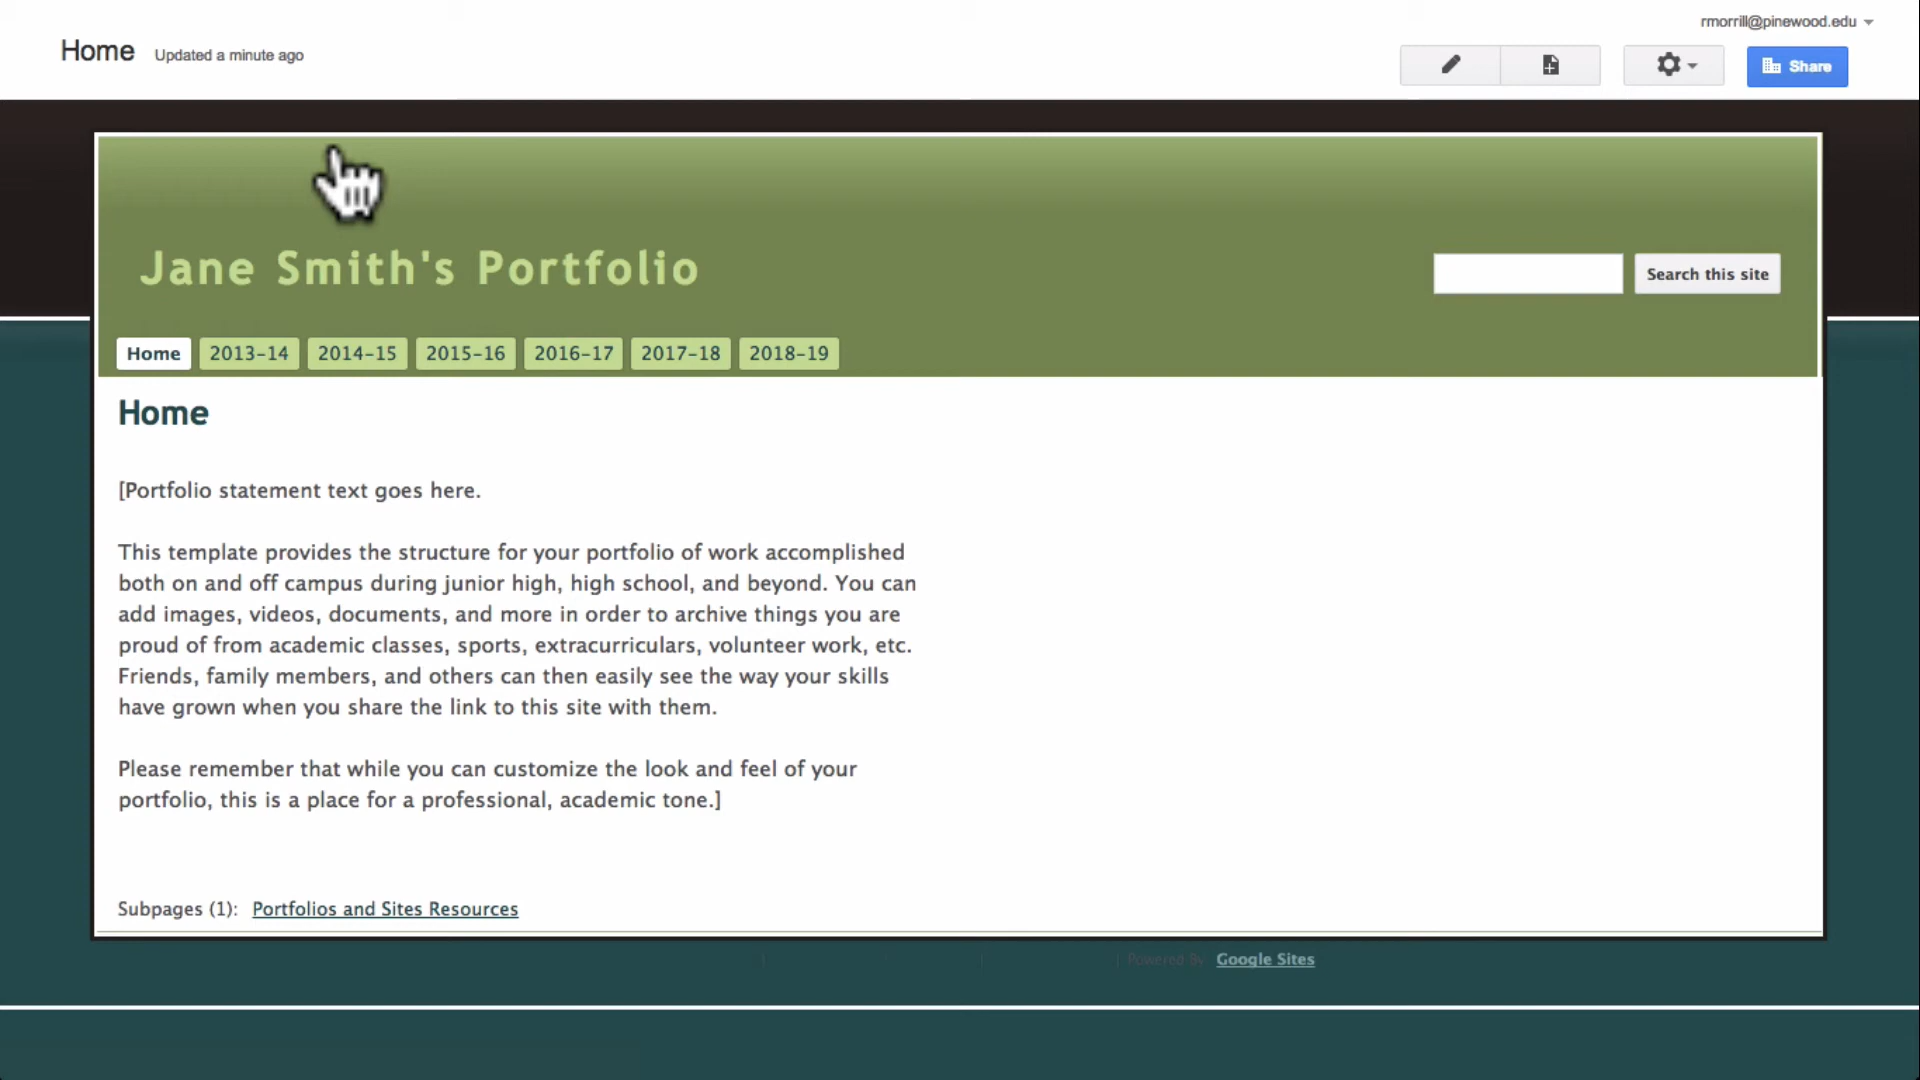 rmorrill@pinewood.edu
Home Updated a minute ago
Share
Jane Smith's Portfolio
Search this site
Home 2013-14 2014-15 2015-16 2016-17 2017-18 2018-19
Home
[Portfolio statement text goes here.
This template provides the structure for your portfolio of work accomplished
both on and off campus during junior high, high school, and beyond. You can
add images, videos, documents, and more in order to archive things you are
proud of from academic classes, sports, extracurriculars, volunteer work, etc.
Friends, family members, and others can then easily see the way your skills
have grown when you share the link to this site with them.
Please remember that while you can customize the look and feel of your
portfolio, this is a place for a professional, academic tone.]
Subpages (1): Portfolios and Sites Resources
| Powered By Google Sites